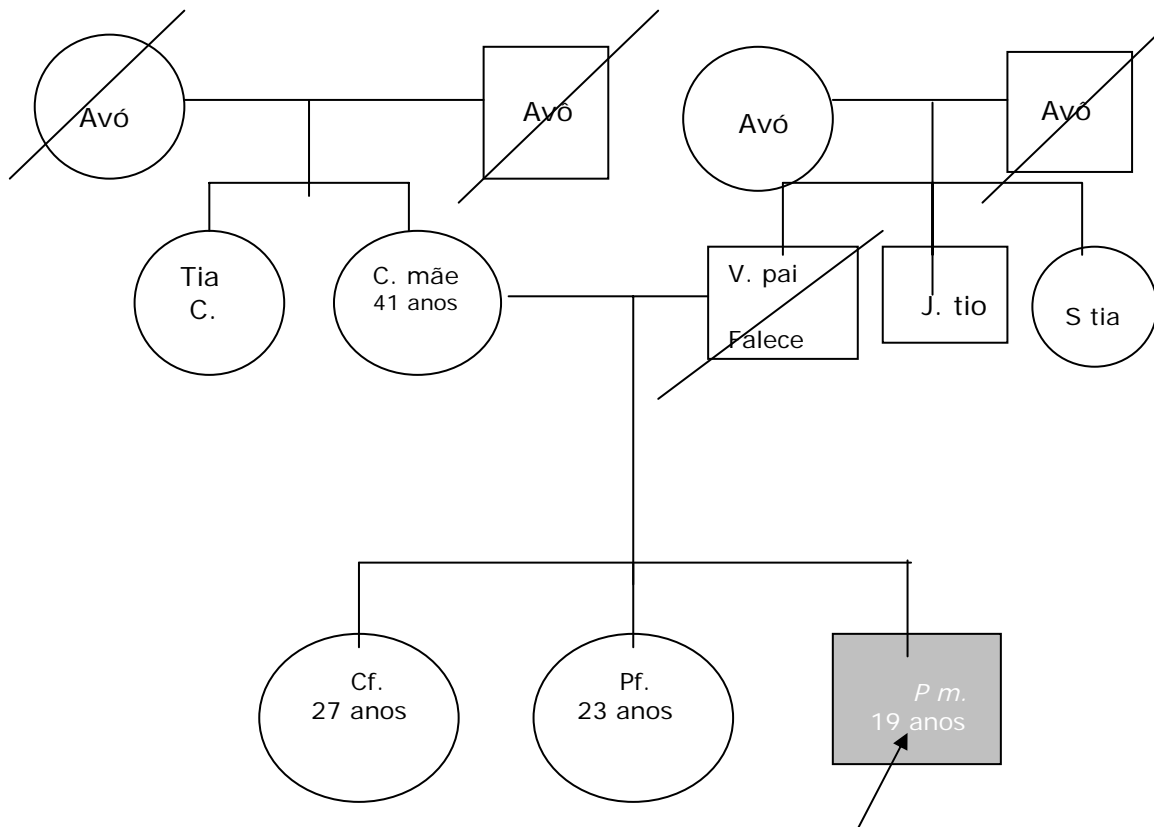 Avó
Avô
Avó
Avô
Tia
C.
C. mãe
41 anos
V. pai
Falece
J. tio
S tia
Cf.
27 anos
Pf.
23 anos
P m.
19 anos